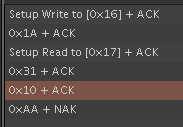 Setup Write to [0x16] + ACK
0x1A + ACK
Setup Read to [0x17] + ACK
0x31 + ACK
0x10 + ACK
0xAA + NAK